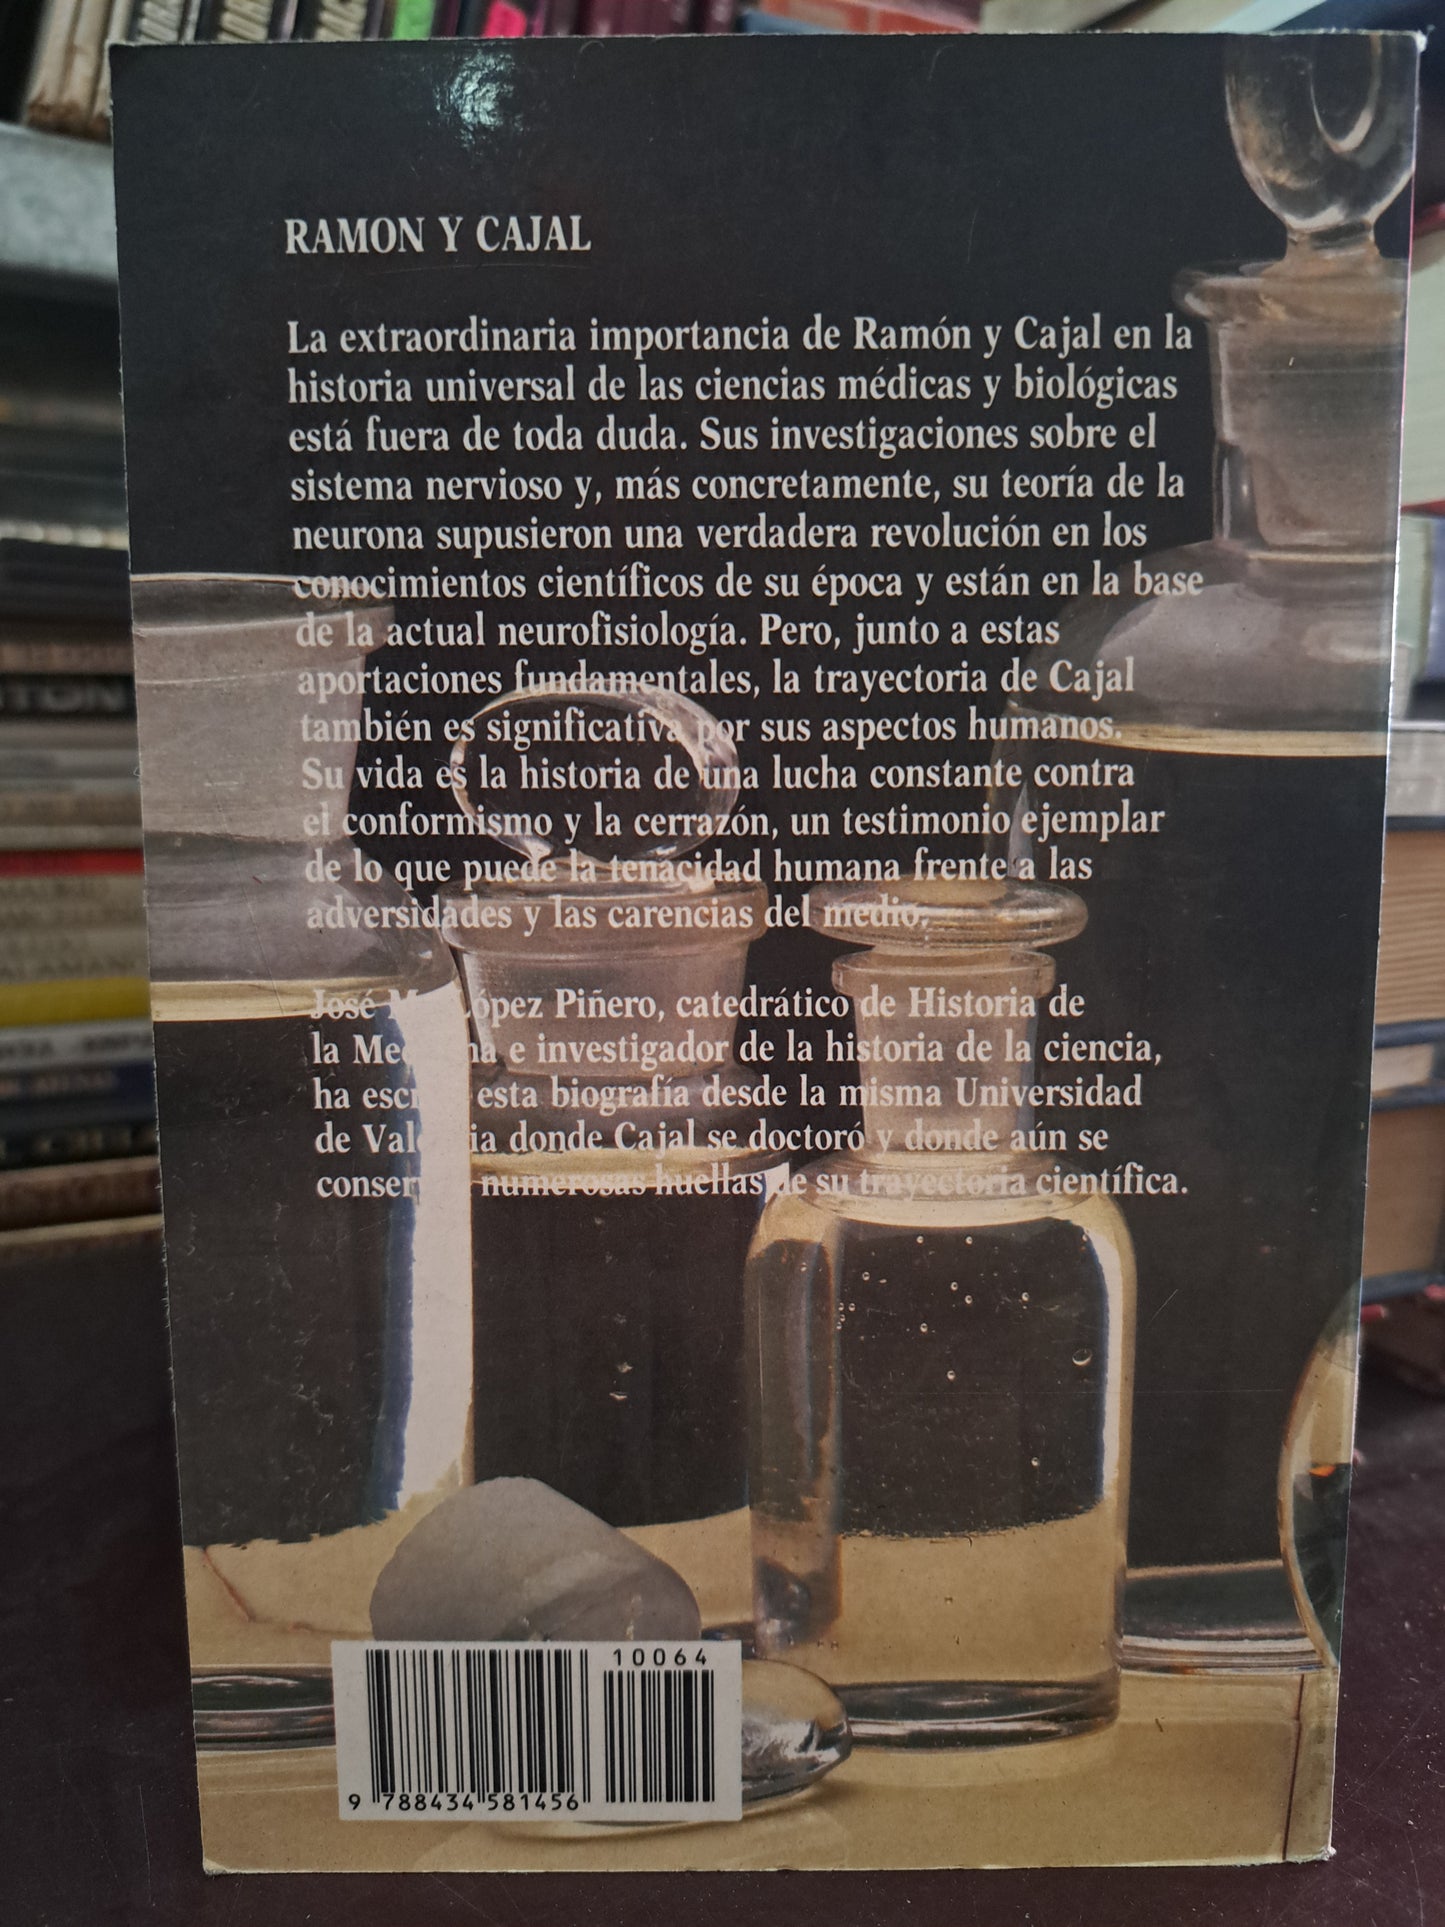 RAMON Y CAJAL
La extraordinaria importancia de Ramón y Cajal en la
historia universal de las ciencias médicas y biológicas
está fuera de toda duda. Sus investigaciones sobre el
sistema nervioso y, más concretamente, su teoría de la
neurona supusieron una verdadera revolución en los
conocimientos científicos de su época y están en la base
de la actual neurofisiología. Pero, junto a estas
aportaciones fundamentales, la trayectoria de Cajal
también es significativa por sus aspectos humanos.
Su vida es la historia de una lucha constante contra
el conformismo y la cerrazón, un testimonio ejemplar
de lo que puede la tenacidad humana frente a las
adversidades y las carencias del medio.
José M.ª López Piñero, catedrático de Historia de
la Medicina e investigador de la historia de la ciencia,
ha escrito esta biografía desde la misma Universidad
de Valencia donde Cajal se doctoró y donde aún se
conservan numerosas huellas de su trayectoria científica.
10064
9 788434 581456